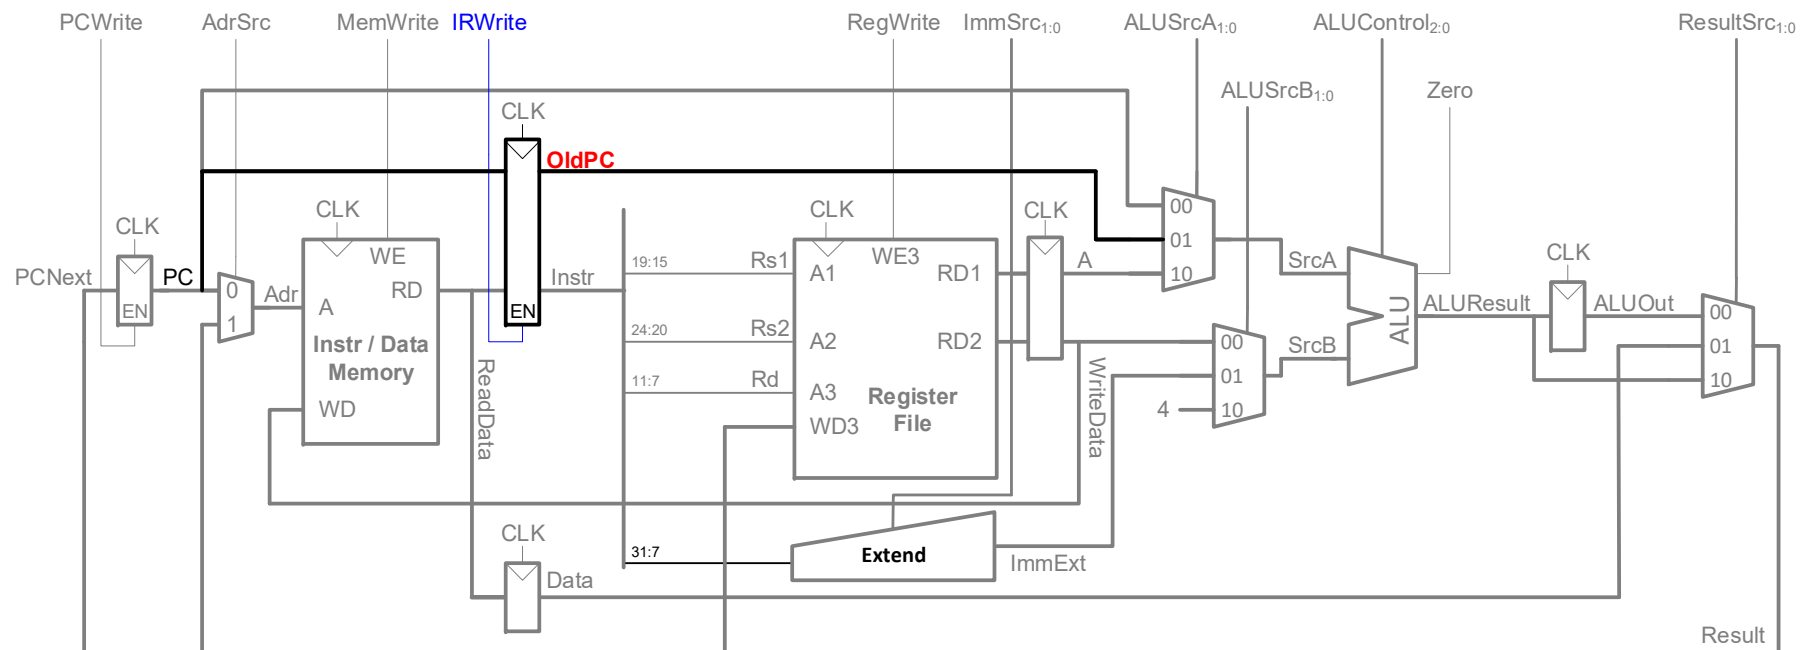 PCWrite
AdrSrc
MemWrite
IRWrite
RegWrite
ImmSrc1:0
ALUSrcA1:0
ALUControl2:0
ResultSrc1:0
ALUSrcB1:0
Zero
CLK
OldPC
CLK
CLK
CLK
CLK
CLK
PCNext
PC
EN
0
1
Adr
WE
A
RD
Instr / Data
Memory
WD
EN
Instr
ReadData
19:15
Rs1
24:20
Rs2
11:7
Rd
31:7
A1
WE3
RD1
A2
RD2
A3
Register
File
WD3
A
WriteData
00
01
10
SrcA
00
01
10
4
SrcB
ALU
ALUResult
ALUOut
00
01
10
CLK
Data
Extend
ImmExt
Result